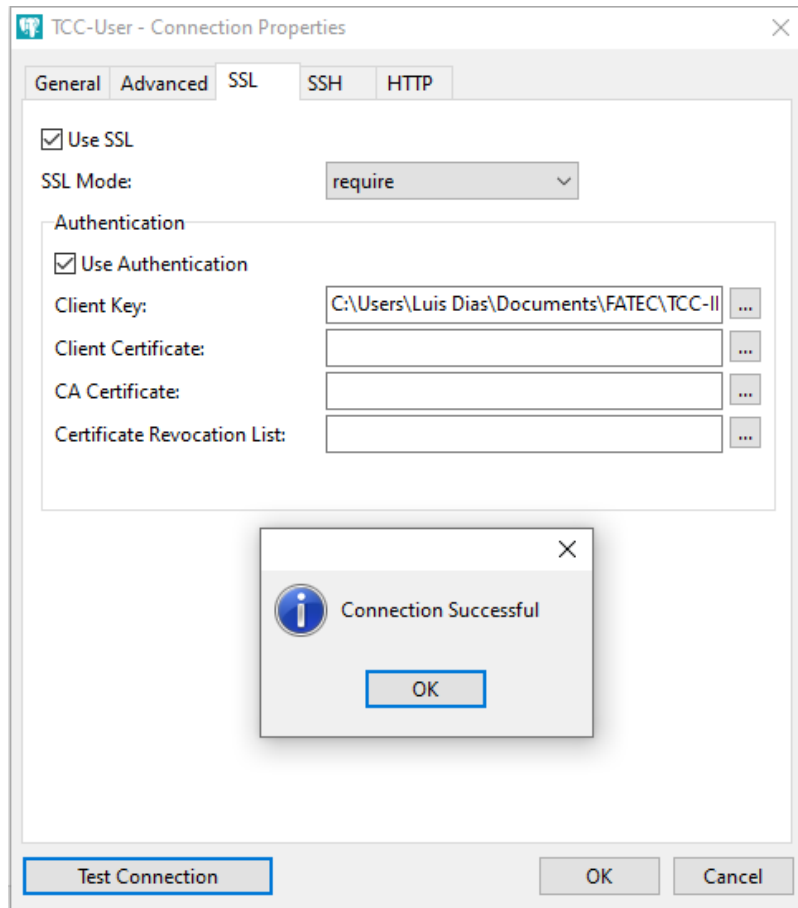 TCC-User - Connection Properties
General Advanced SSL SSH HTTP
Use SSL
SSL Mode: require
Authentication
Use Authentication
Client Key: C:\Users\Luis Dias\Documents\FATEC\TCC-II ...
Client Certificate: ...
CA Certificate: ...
Certificate Revocation List: ...
Connection Successful
OK
Test Connection OK Cancel